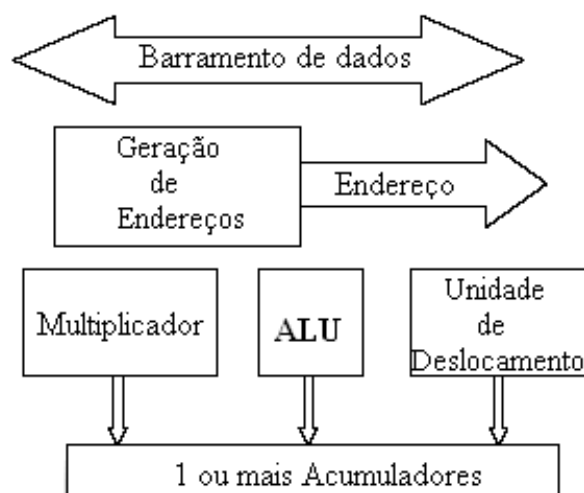 Barramento de dados
Geração
de
Endereços
Endereço
Multiplicador
ALU
Unidade
de
Deslocamento
1 ou mais Acumuladores